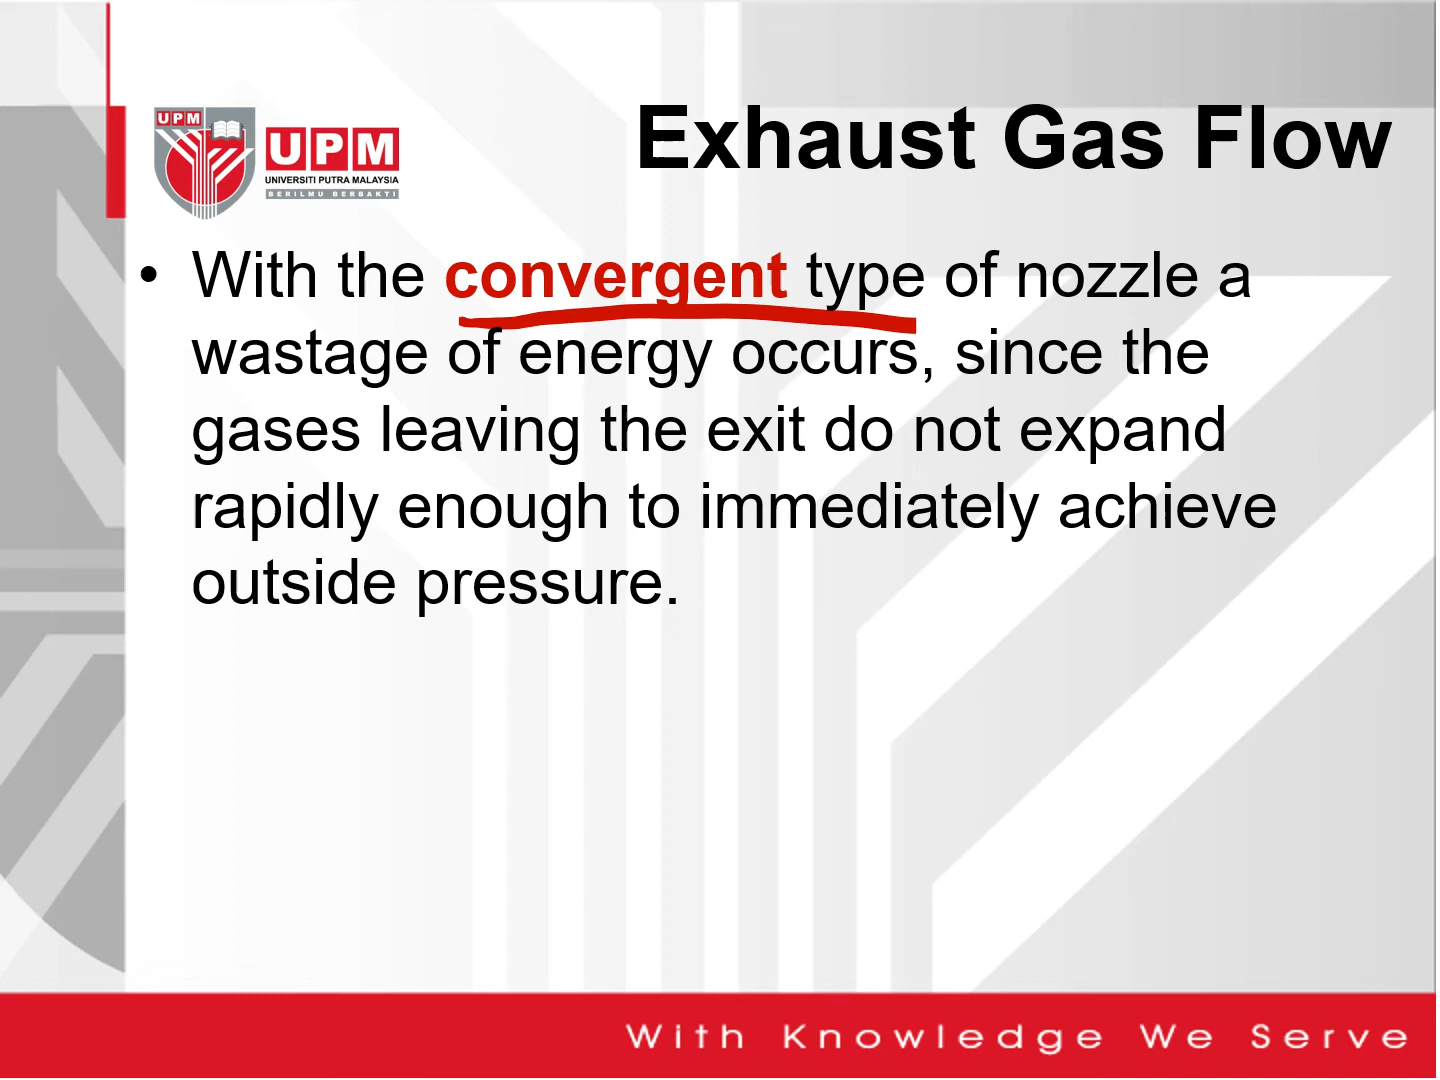 Exhaust Gas Flow
UPM
UPM
UNIVERSITI PUTRA MALAYSIA
BERILMU BERBAKTI
• With the convergent type of nozzle a
wastage of energy occurs, since the
gases leaving the exit do not expand
rapidly enough to immediately achieve
outside pressure.
With Knowledge We Serve